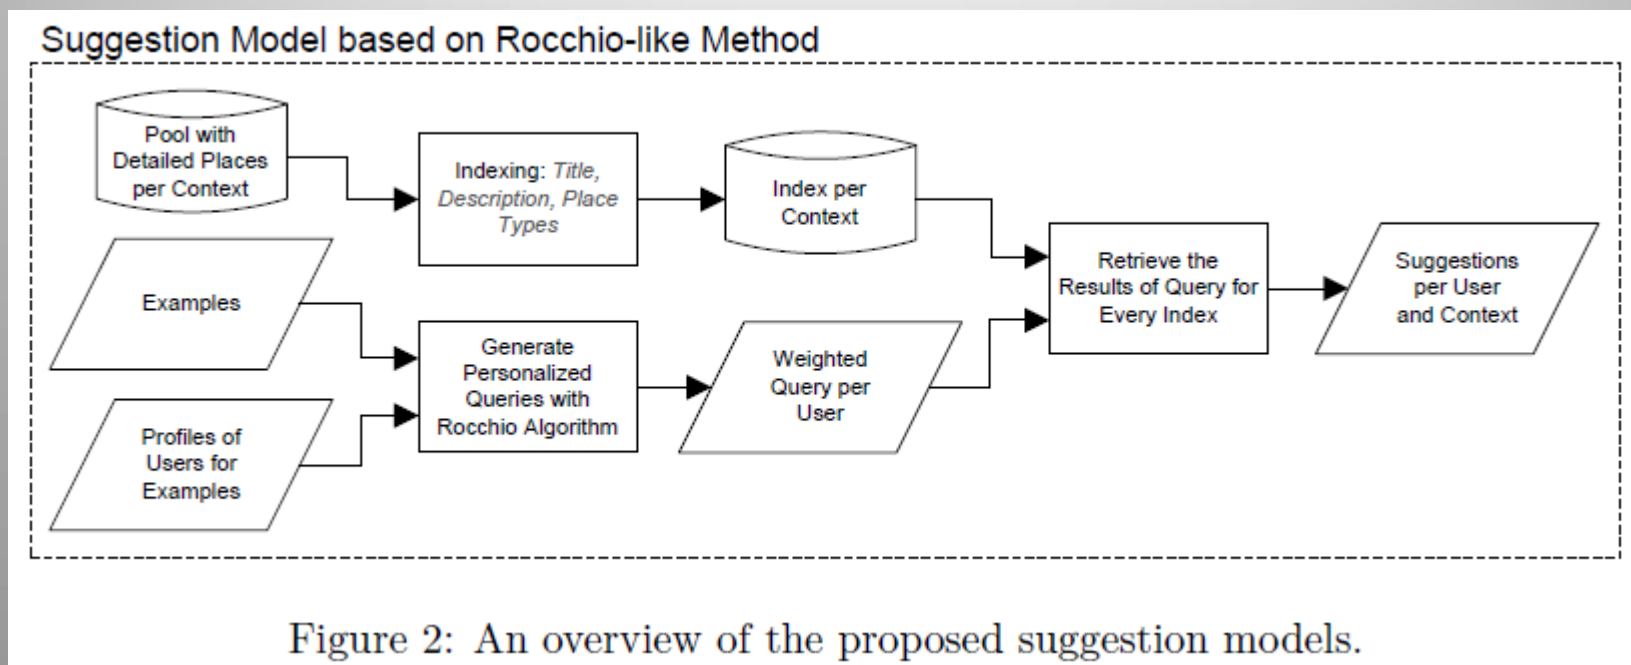 Suggestion Model based on Rocchio-like Method
Pool with
Detailed Places
per Context
Indexing: Title,
Description, Place
Types
Index per
Context
Examples
Profiles of
Users for
Examples
Generate
Personalized
Queries with
Rocchio Algorithm
Weighted
Query per
User
Retrieve the
Results of Query for
Every Index
Suggestions
per User
and Context
Figure 2: An overview of the proposed suggestion models.